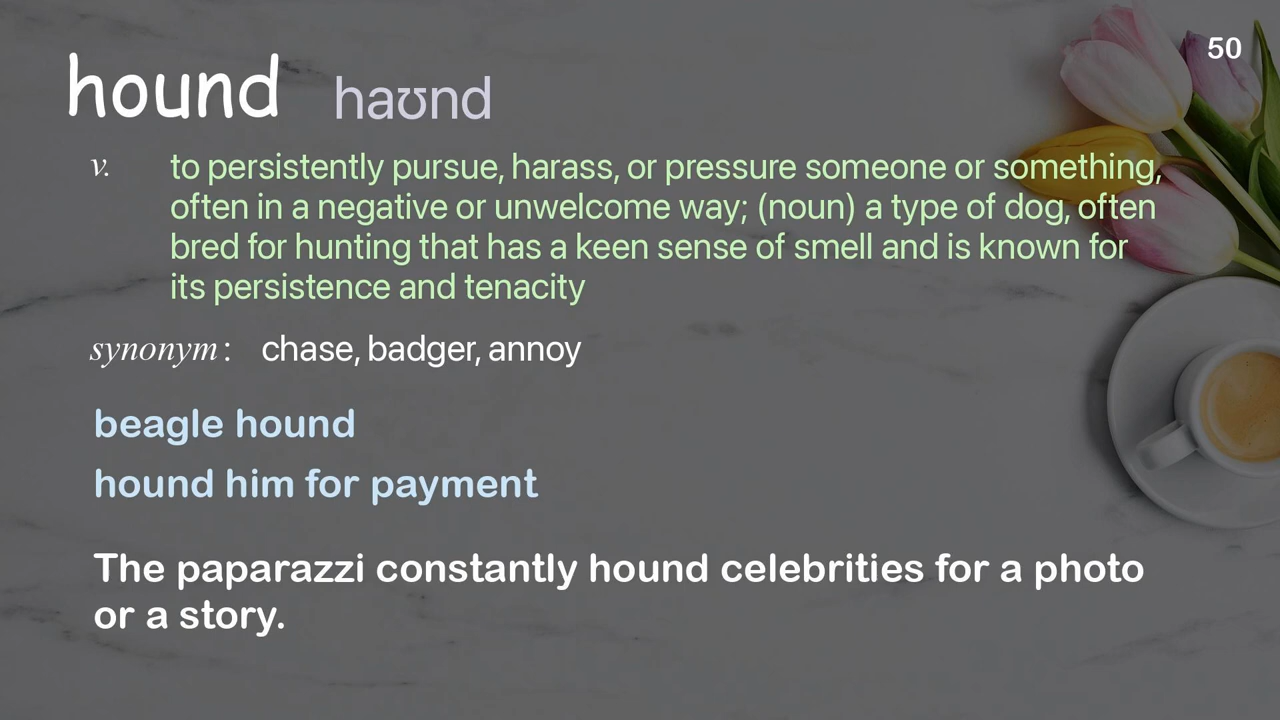 50
hound haʊnd
v. to persistently pursue, harass, or pressure someone or something,
often in a negative or unwelcome way; (noun) a type of dog, often
bred for hunting that has a keen sense of smell and is known for
its persistence and tenacity
synonym: chase, badger, annoy
beagle hound
hound him for payment
The paparazzi constantly hound celebrities for a photo
or a story.